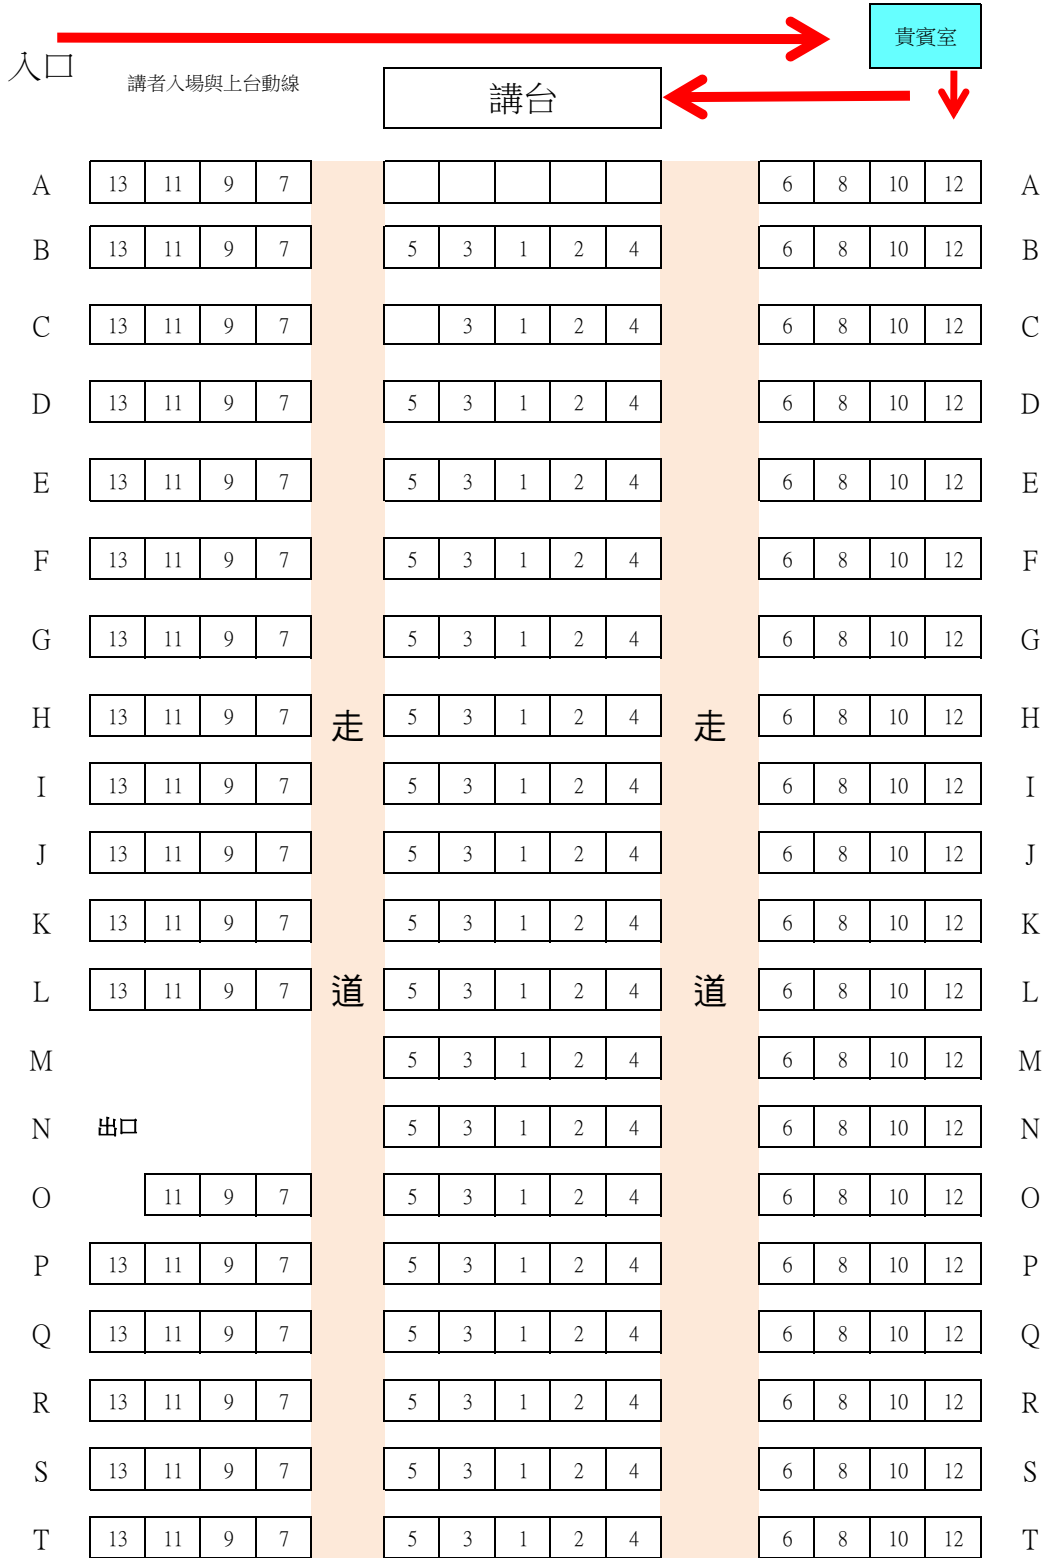 貴賓室
入口
講者入場與上台動線
講台
A 13 11 9 7 6 8 10 12 A
B 13 11 9 7 5 3 1 2 4 6 8 10 12 B
C 13 11 9 7 3 1 2 4 6 8 10 12 C
D 13 11 9 7 5 3 1 2 4 6 8 10 12 D
E 13 11 9 7 5 3 1 2 4 6 8 10 12 E
F 13 11 9 7 5 3 1 2 4 6 8 10 12 F
G 13 11 9 7 5 3 1 2 4 6 8 10 12 G
H 13 11 9 7 走 5 3 1 2 4 走 6 8 10 12 H
I 13 11 9 7 5 3 1 2 4 6 8 10 12 I
J 13 11 9 7 5 3 1 2 4 6 8 10 12 J
K 13 11 9 7 5 3 1 2 4 6 8 10 12 K
L 13 11 9 7 道 5 3 1 2 4 道 6 8 10 12 L
M 5 3 1 2 4 6 8 10 12 M
N 出口 5 3 1 2 4 6 8 10 12 N
O 11 9 7 5 3 1 2 4 6 8 10 12 O
P 13 11 9 7 5 3 1 2 4 6 8 10 12 P
Q 13 11 9 7 5 3 1 2 4 6 8 10 12 Q
R 13 11 9 7 5 3 1 2 4 6 8 10 12 R
S 13 11 9 7 5 3 1 2 4 6 8 10 12 S
T 13 11 9 7 5 3 1 2 4 6 8 10 12 T